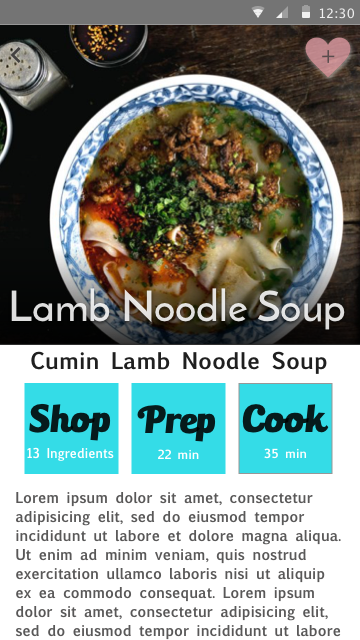 12:30
Lamb Noodle Soup
Cumin Lamb Noodle Soup
Shop Prep Cook
13 Ingredients 22 min 35 min
Lorem ipsum dolor sit amet, consectetur
adipisicing elit, sed do eiusmod tempor
incididunt ut labore et dolore magna aliqua.
Ut enim ad minim veniam, quis nostrud
exercitation ullamco laboris nisi ut aliquip
ex ea commodo consequat. Lorem ipsum
dolor sit amet, consectetur adipisicing elit,
sed do eiusmod tempor incididunt ut labore